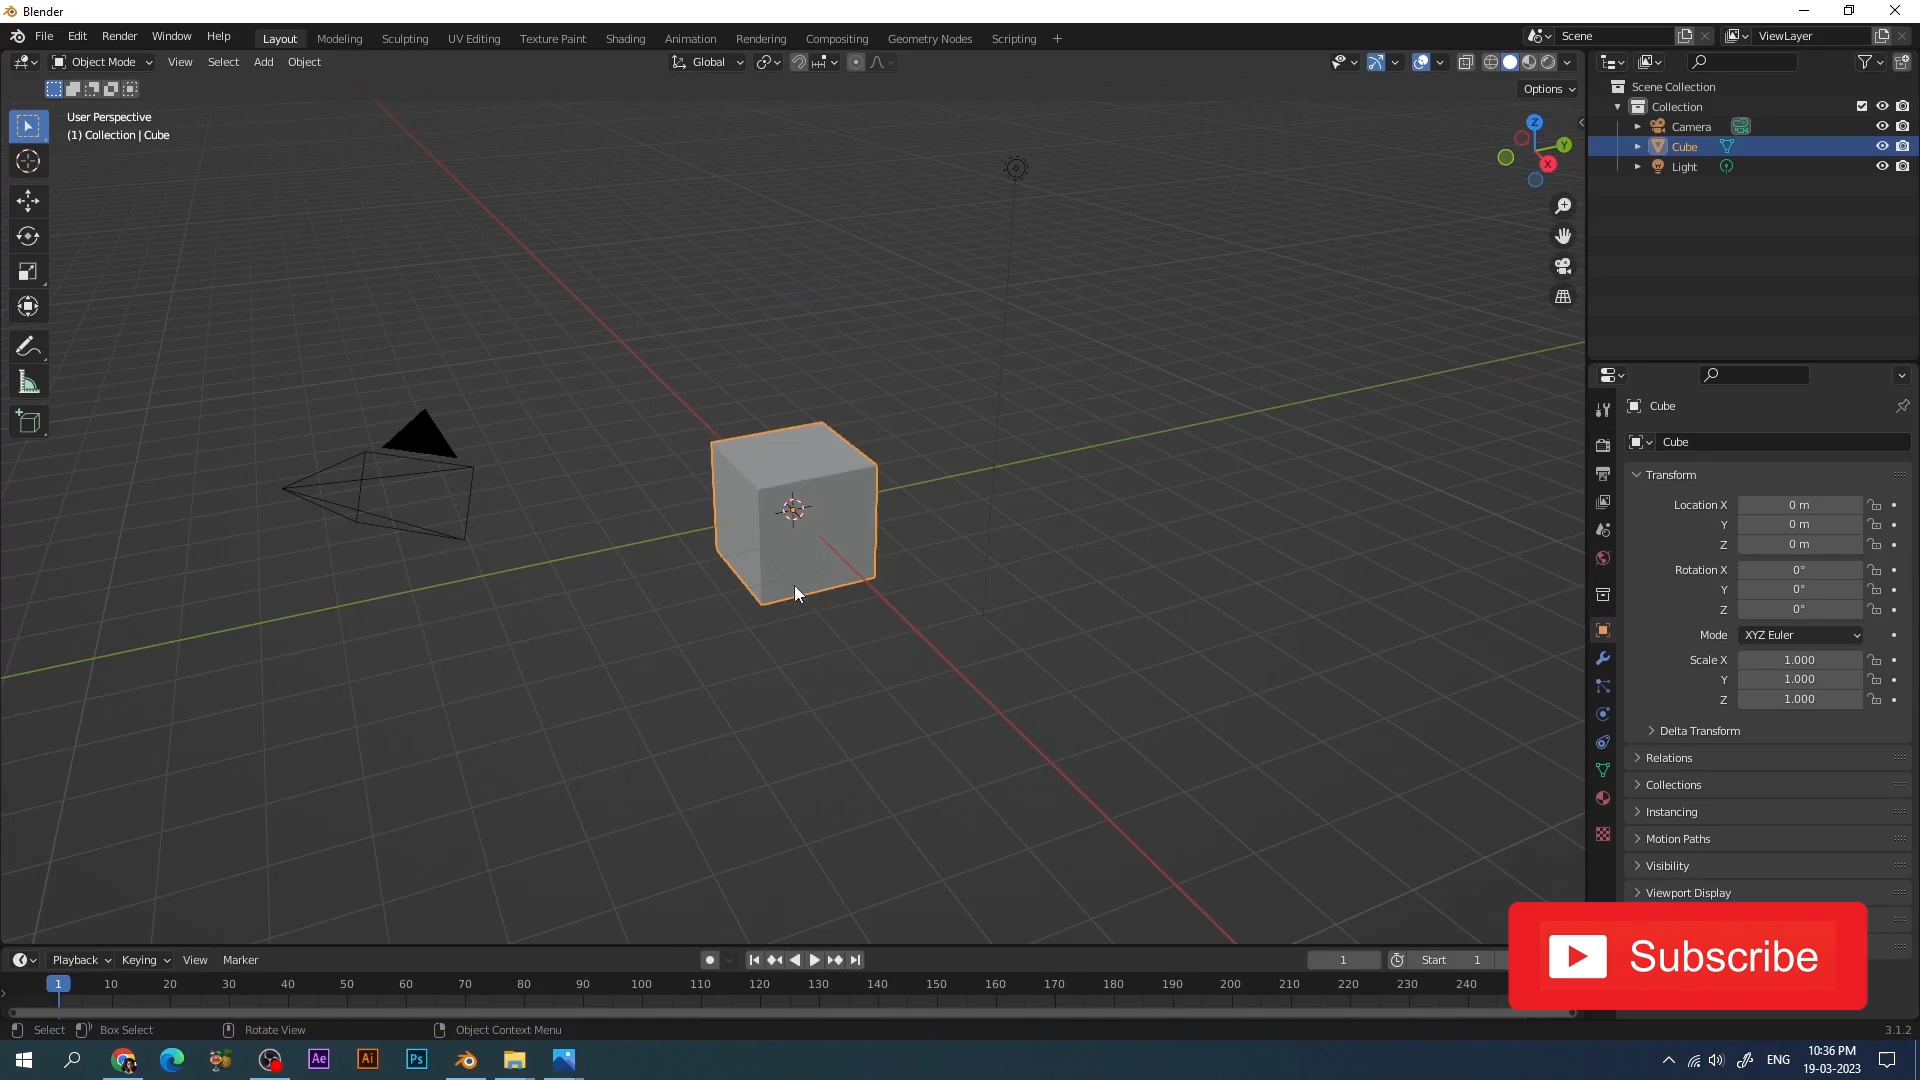 Blender
File Edit Render Window Help Layout Modeling Sculpting UV Editing Texture Paint Shading Animation Rendering Compositing Geometry Nodes Scripting + Scene ViewLayer
Object Mode View Select Add Object Global
Options
User Perspective
(1) Collection | Cube
Z
Y
X
Scene Collection
Collection
Camera
Cube
Light
Cube
Cube
Transform
Location X 0 m
Y 0 m
Z 0 m
Rotation X 0°
Y 0°
Z 0°
Mode XYZ Euler
Scale X 1.000
Y 1.000
Z 1.000
Delta Transform
Relations
Collections
Instancing
Motion Paths
Visibility
Viewport Display
Subscribe
Playback Keying View Marker 1 Start 1
1 10 20 30 40 50 60 70 80 90 100 110 120 130 140 150 160 170 180 190 200 210 220 230 240
Select Box Select Rotate View Object Context Menu 3.1.2
Ae Ai Ps ENG 10:36 PM
19-03-2023